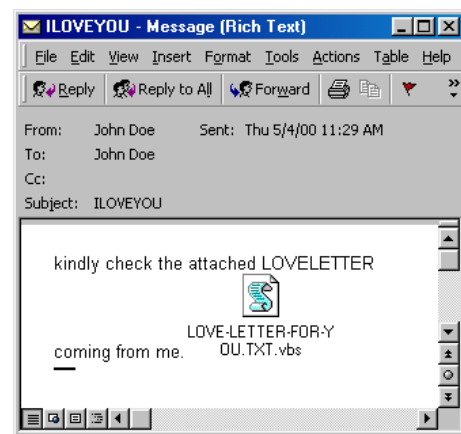 ILOVEYOU - Message (Rich Text)
File Edit View Insert Format Tools Actions Table Help
Reply Reply to All Forward
From: John Doe Sent: Thu 5/4/00 11:29 AM
To: John Doe
Cc:
Subject: ILOVEYOU
kindly check the attached LOVELETTER
LOVE-LETTER-FOR-Y
coming from me. OU.TXT.vbs